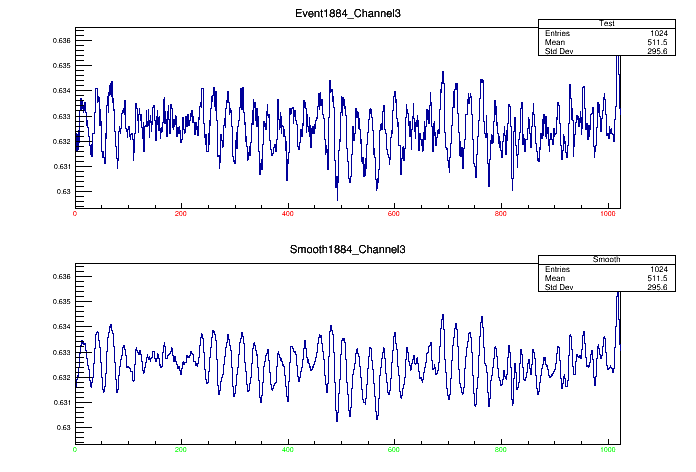 Event1884_Channel3
Test
Entries 1024
Mean 511.5
Std Dev 295.6
0.636
0.635
0.634
0.633
0.632
0.631
0.63
0 200 400 600 800 1000
Smooth1884_Channel3
Smooth
Entries 1024
Mean 511.5
Std Dev 295.6
0.636
0.635
0.634
0.633
0.632
0.631
0.63
0 200 400 600 800 1000